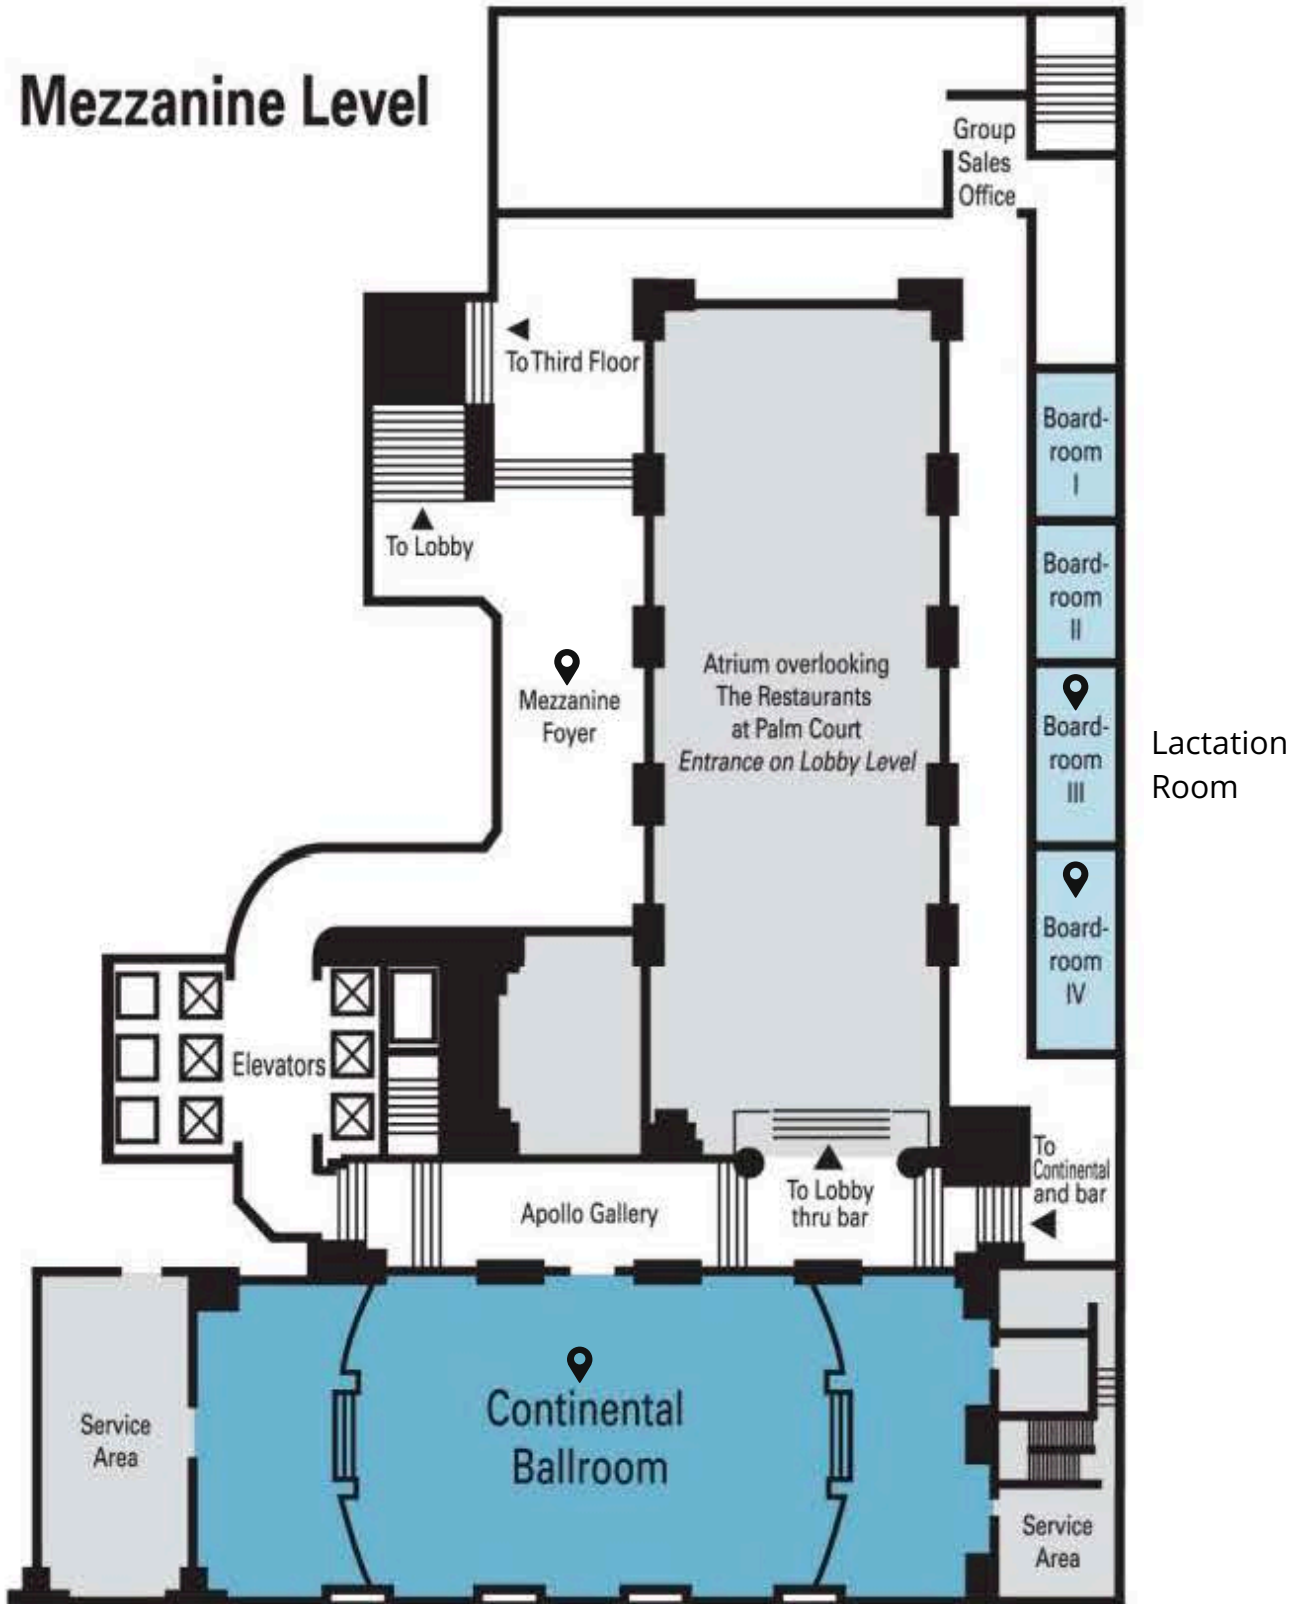 Mezzanine Level
Group
Sales
Office
To Third Floor
To Lobby
Board-
room
I
Board-
room
II
Mezzanine
Foyer
Atrium overlooking
The Restaurants
at Palm Court
Entrance on Lobby Level
Board-
room
III
Lactation
Room
Board-
room
IV
Elevators
To
Continental
and bar
Apollo Gallery
To Lobby
thru bar
Continental
Ballroom
Service
Area
Service
Area